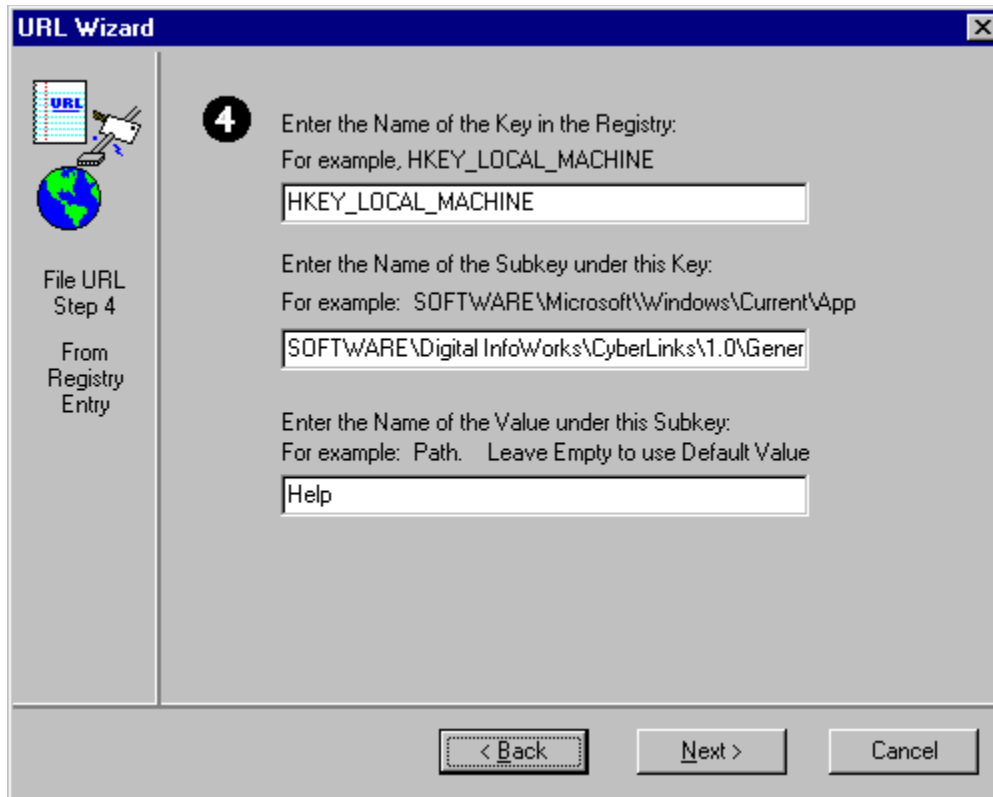 URL Wizard
URL
File URL
Step 4
From
Registry
Entry
4
Enter the Name of the Key in the Registry:
For example, HKEY_LOCAL_MACHINE
HKEY_LOCAL_MACHINE
Enter the Name of the Subkey under this Key:
For example:  SOFTWARE\Microsoft\Windows\Current\App
SOFTWARE\Digital InfoWorks\CyberLinks\1.0\Gener
Enter the Name of the Value under this Subkey:
For example:  Path.    Leave Empty to use Default Value
Help
< Back
Next >
Cancel